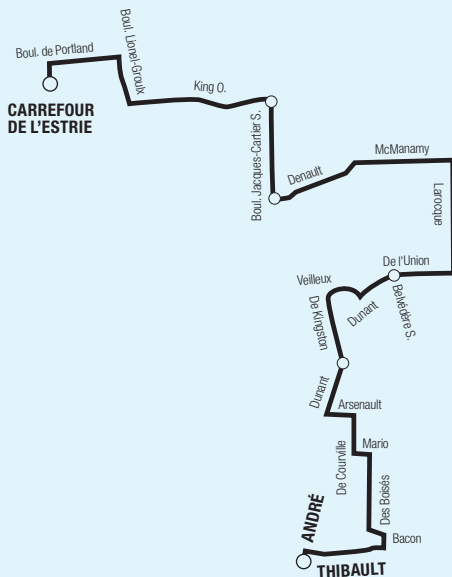 Boul. de Portland
Boul. Lionel-Groulx
King O.
CARREFOUR
DE L'ESTRIE
Boul. Jacques-Cartier S.
Denault
McManamy
Larocque
De l'Union
Belvédère S.
Dunant
Veilleux
De Kingston
Dunant
Arsenault
De Courville
Mario
Des Boisés
Bacon
ANDRÉ
THIBAULT